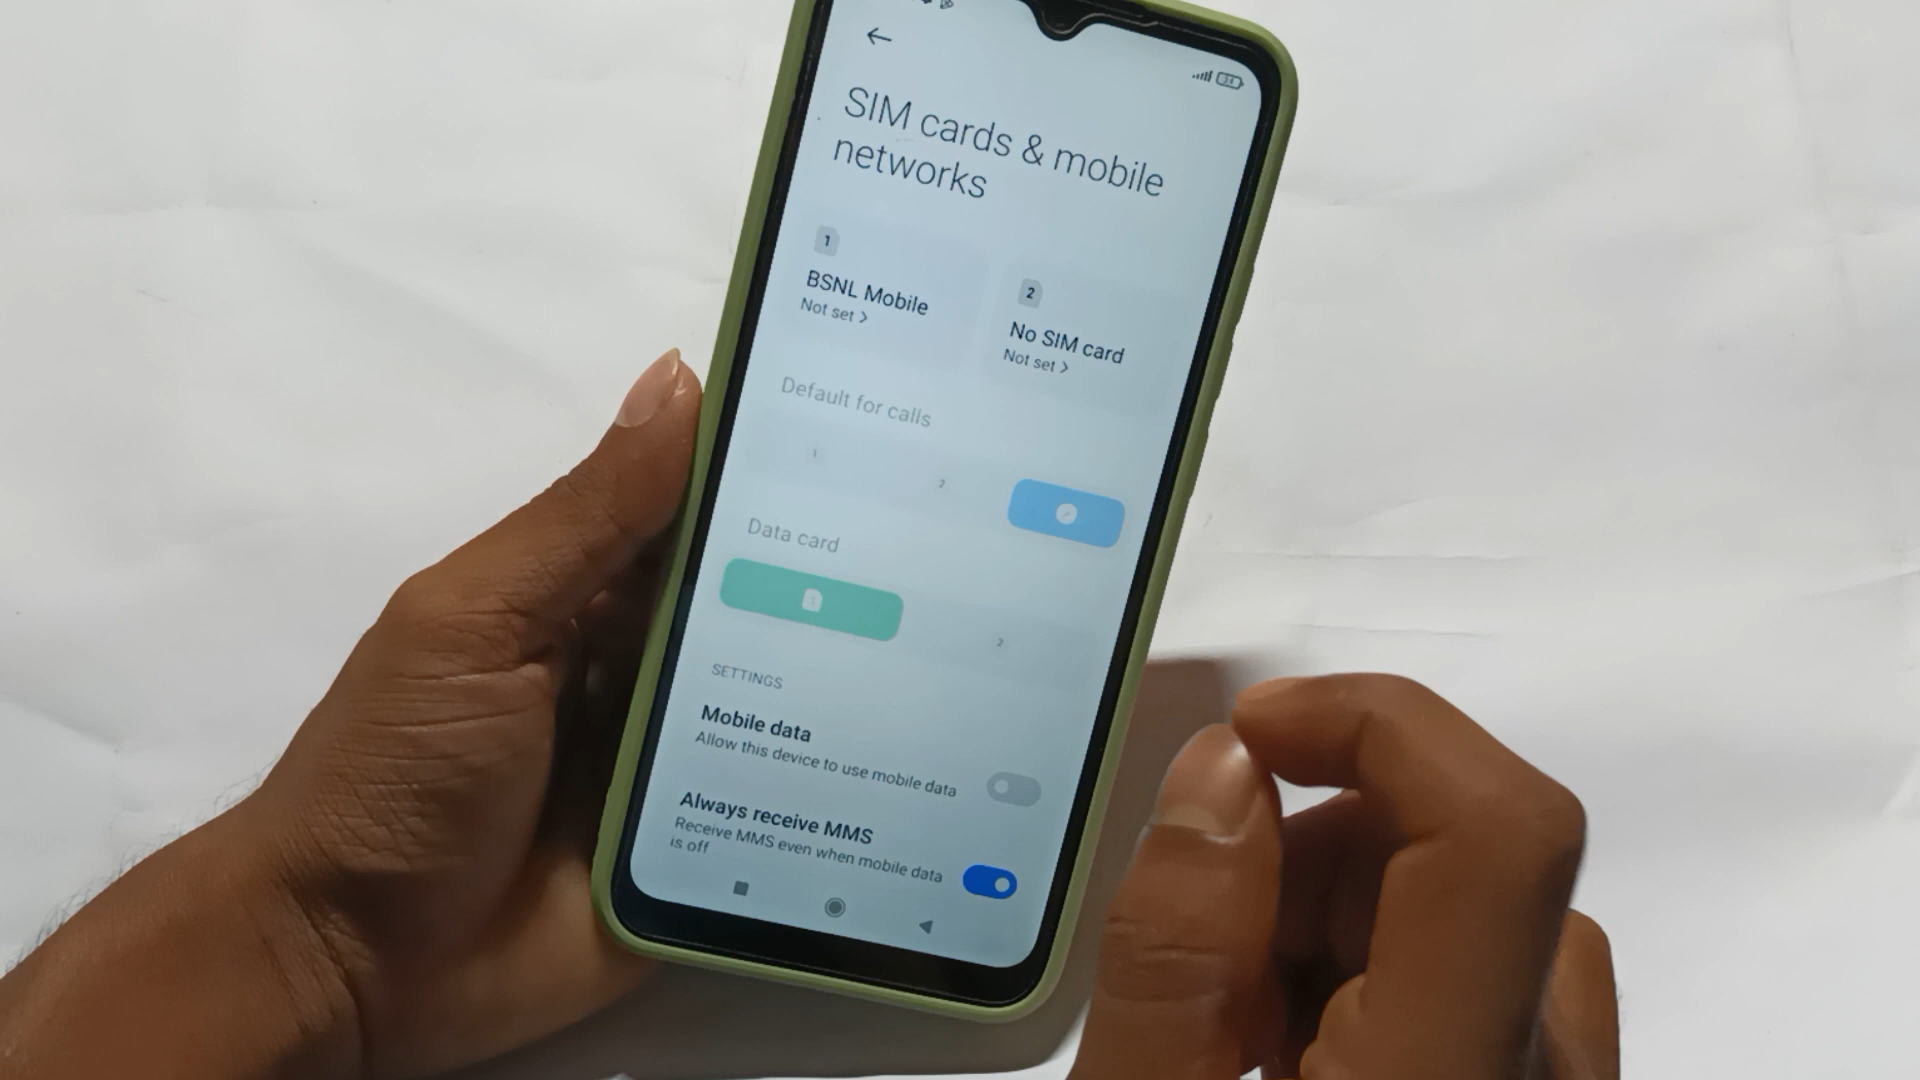 SIM cards & mobile
networks
1
BSNL Mobile
Not set >
2
No SIM card
Not set >
Default for calls
1
2
Data card
1
2
SETTINGS
Mobile data
Allow this device to use mobile data
Always receive MMS
Receive MMS even when mobile data
is off